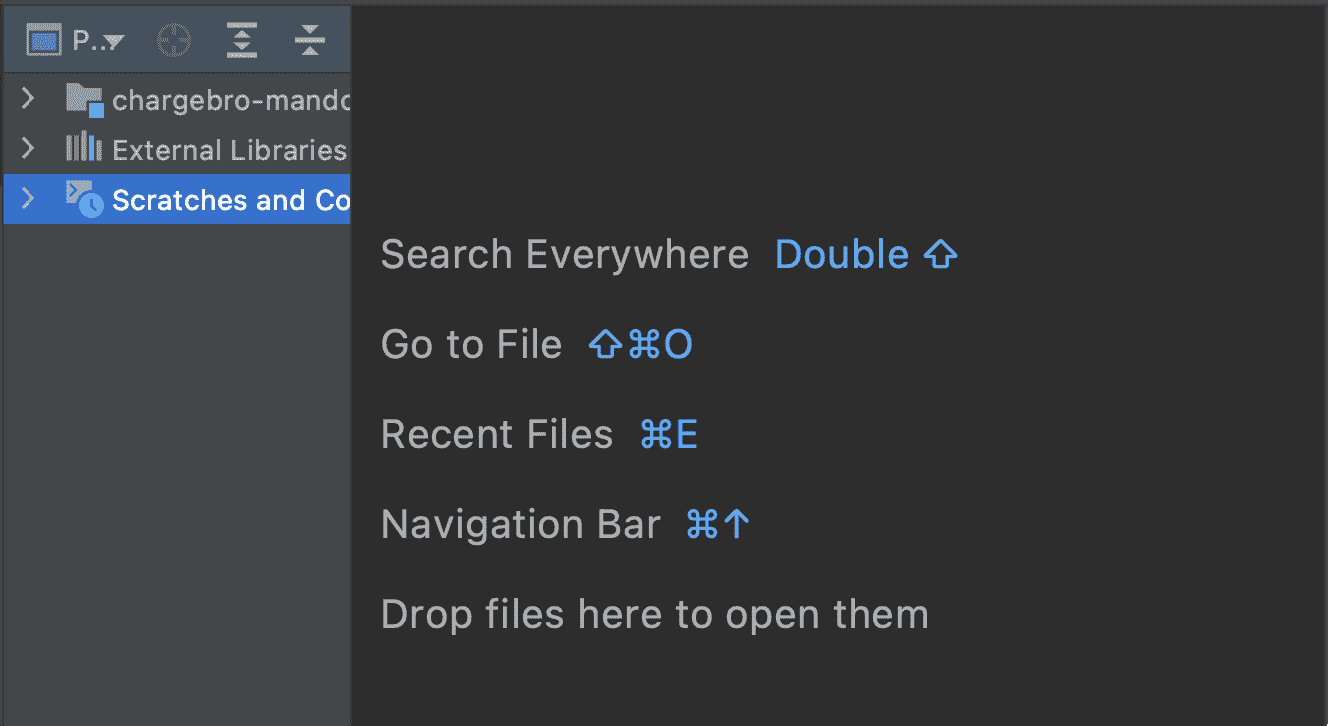 P...
chargebro-mando
External Libraries
Scratches and Co
Search Everywhere Double ⇧
Go to File ⇧⌘O
Recent Files ⌘E
Navigation Bar ⌘↑
Drop files here to open them